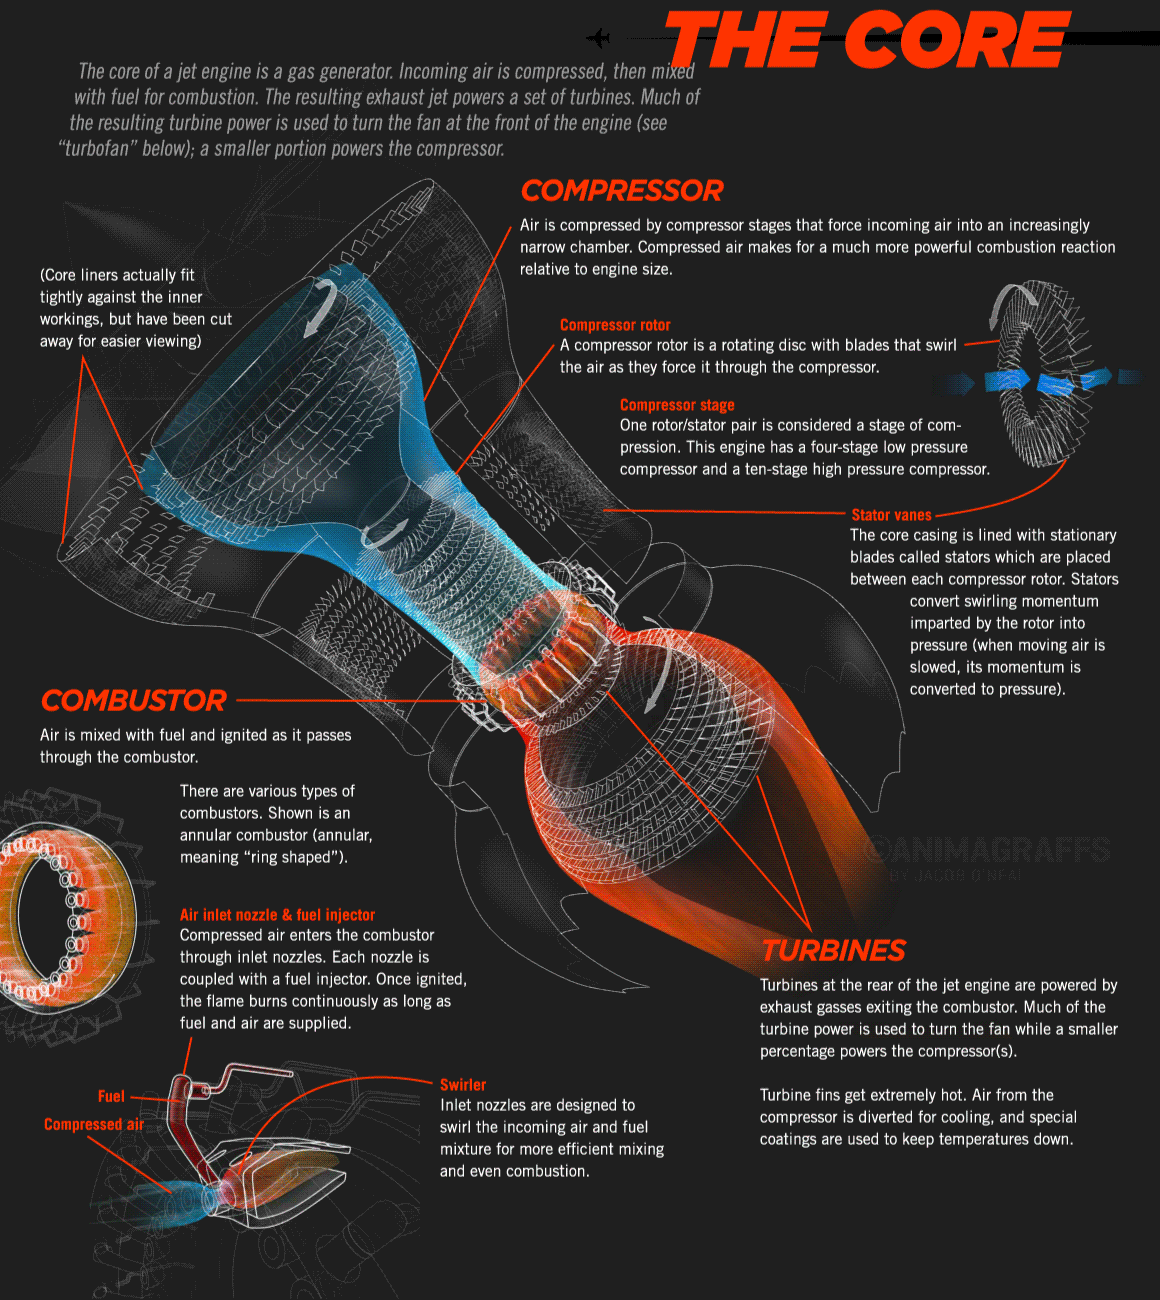 THE CORE
The core of a jet engine is a gas generator. Incoming air is compressed, then mixed
with fuel for combustion. The resulting exhaust jet powers a set of turbines. Much of
the resulting turbine power is used to turn the fan at the front of the engine (see
“turbofan” below); a smaller portion powers the compressor.
COMPRESSOR
Air is compressed by compressor stages that force incoming air into an increasingly
narrow chamber. Compressed air makes for a much more powerful combustion reaction
relative to engine size.
(Core liners actually fit
tightly against the inner
workings, but have been cut
away for easier viewing)
Compressor rotor
A compressor rotor is a rotating disc with blades that swirl
the air as they force it through the compressor.
Compressor stage
One rotor/stator pair is considered a stage of com-
pression. This engine has a four-stage low pressure
compressor and a ten-stage high pressure compressor.
Stator vanes
The core casing is lined with stationary
blades called stators which are placed
between each compressor rotor. Stators
convert swirling momentum
imparted by the rotor into
pressure (when moving air is
slowed, its momentum is
converted to pressure).
COMBUSTOR
Air is mixed with fuel and ignited as it passes
through the combustor.
There are various types of
combustors. Shown is an
annular combustor (annular,
meaning “ring shaped”).
©ANIMAGRAFFS
BY JACOB O'NEAL
Air inlet nozzle & fuel injector
Compressed air enters the combustor
through inlet nozzles. Each nozzle is
coupled with a fuel injector. Once ignited,
the flame burns continuously as long as
fuel and air are supplied.
TURBINES
Turbines at the rear of the jet engine are powered by
exhaust gasses exiting the combustor. Much of the
turbine power is used to turn the fan while a smaller
percentage powers the compressor(s).
Turbine fins get extremely hot. Air from the
compressor is diverted for cooling, and special
coatings are used to keep temperatures down.
Fuel
Compressed air
Swirler
Inlet nozzles are designed to
swirl the incoming air and fuel
mixture for more efficient mixing
and even combustion.